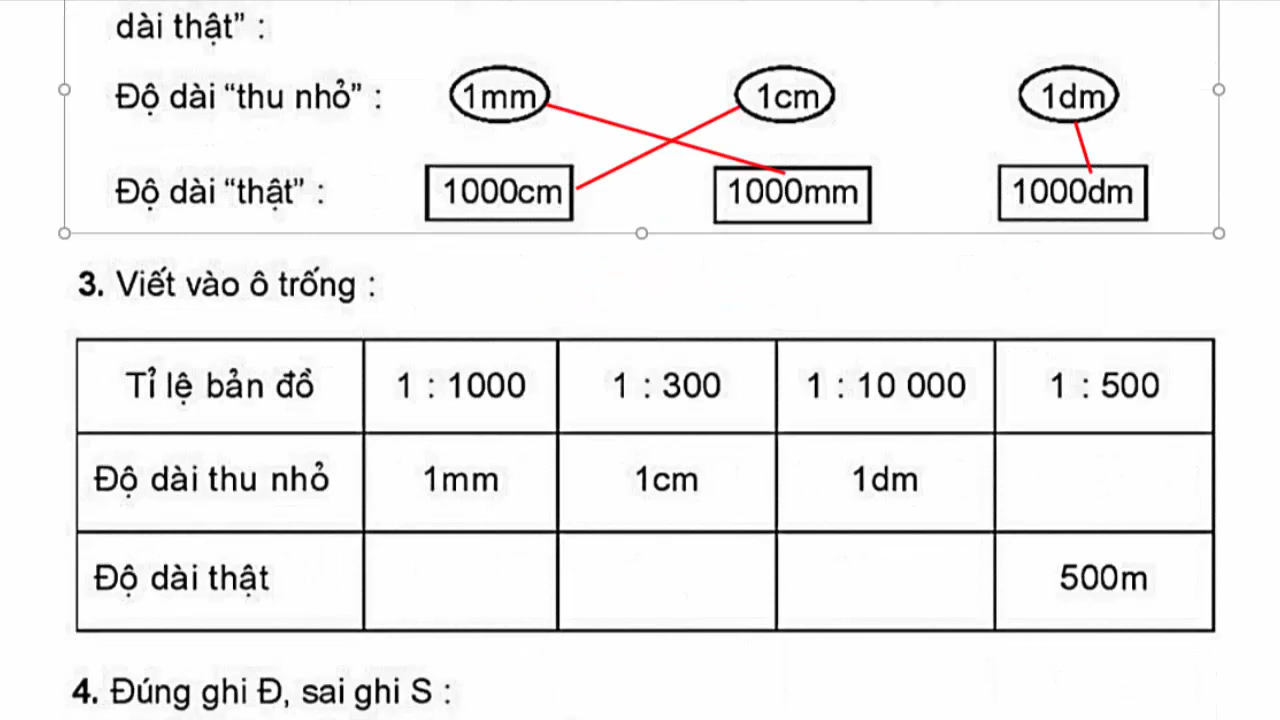 dài thật” :
Độ dài “thu nhỏ” : 1mm 1cm 1dm
Độ dài “thật” : 1000cm 1000mm 1000dm
3. Viết vào ô trống :
Tỉ lệ bản đồ 1 : 1000 1 : 300 1 : 10 000 1 : 500
Độ dài thu nhỏ 1mm 1cm 1dm
Độ dài thật 500m
4. Đúng ghi Đ, sai ghi S :